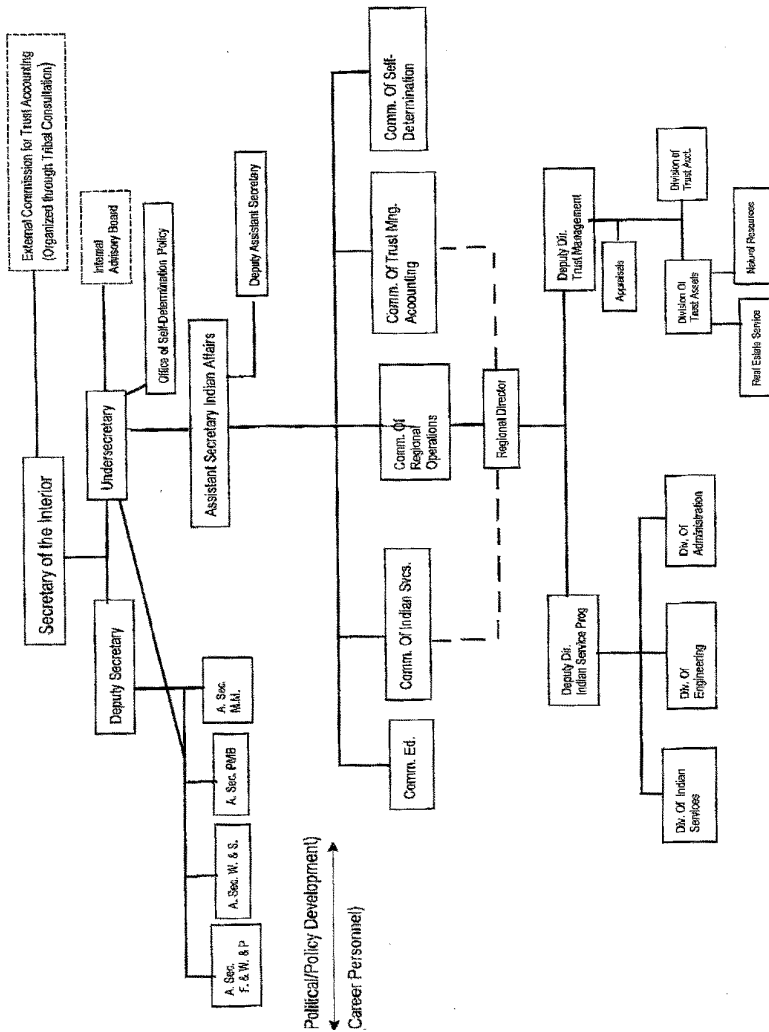 External Commission for Trust Accounting
(Organized through Tribal Consultation)
Secretary of the Interior
Internal
Advisory Board
Undersecretary
Office of Self-Determination Policy
Deputy Secretary
Assistant Secretary Indian Affairs
Deputy Assistant Secretary
A. Sec.
F. & W. & P
A. Sec. W. & S.
A. Sec. PMB
A. Sec.
M.M.
Political/Policy Development)
Career Personnel)
Comm. Ed.
Comm. Of Indian Svcs.
Comm. Of
Regional
Operations
Comm. Of Trust Mng.
Accounting
Comm. Of Self-
Determination
Regional Director
Deputy Dir.
Indian Service Prog
Deputy Dir.
Trust Management
Appraisals
Div. Of Indian
Services
Div. Of
Engineering
Div. Of
Administration
Division Of
Trust Assets
Division of
Trust Acct.
Real Estate Service
Natural Resources